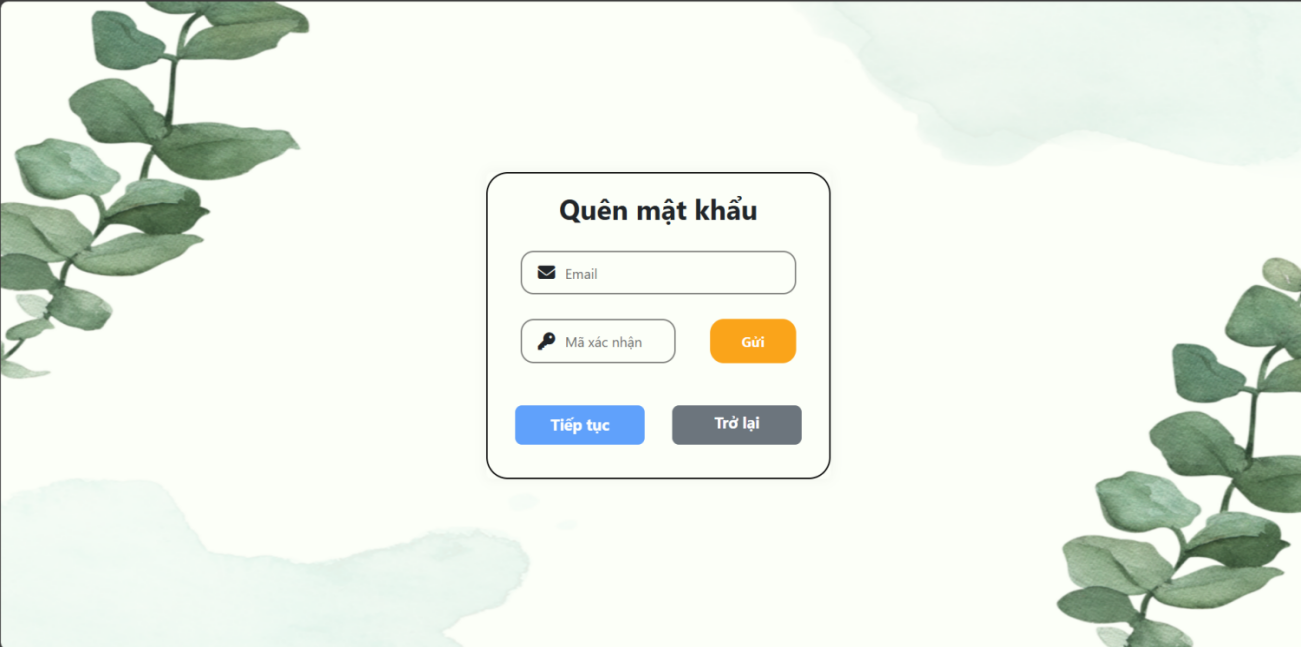 Quên mật khẩu
Email
Mã xác nhận
Gửi
Tiếp tục
Trở lại